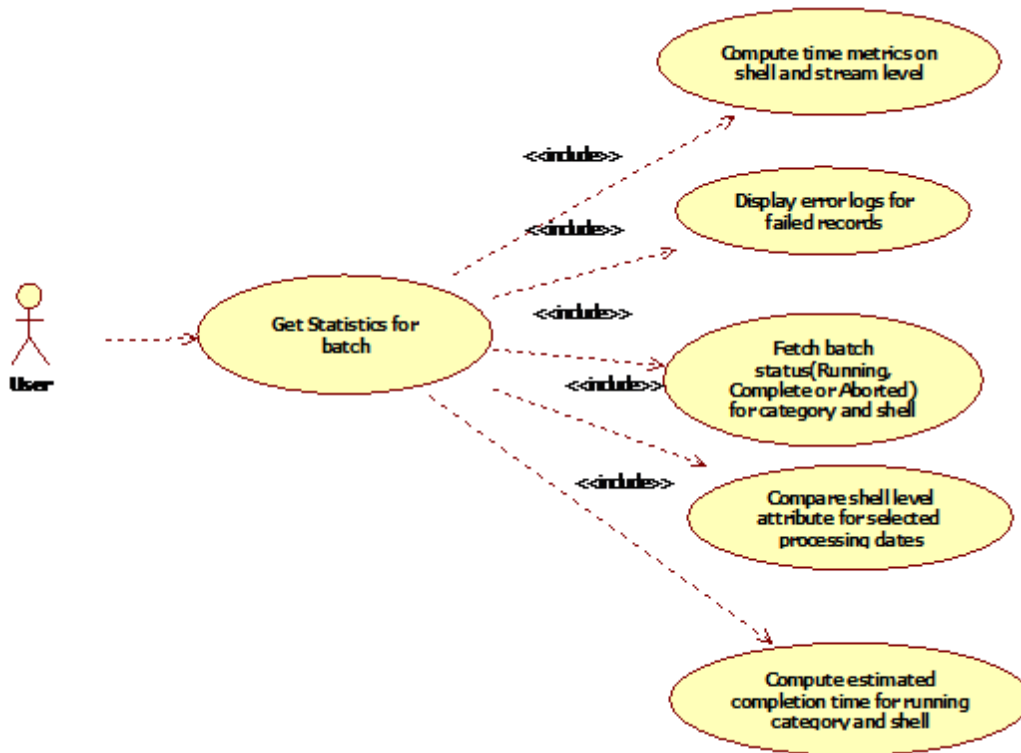 Compute time metrics on
shell and stream level
<<include>>
Display error logs for
failed records
<<include>>
Get Statistics for
batch
<<include>>
User
Fetch batch
status(Running,
Complete or Aborted)
for category and shell
<<include>>
Compare shell level
attribute for selected
processing dates
<<include>>
Compute estimated
completion time for running
category and shell